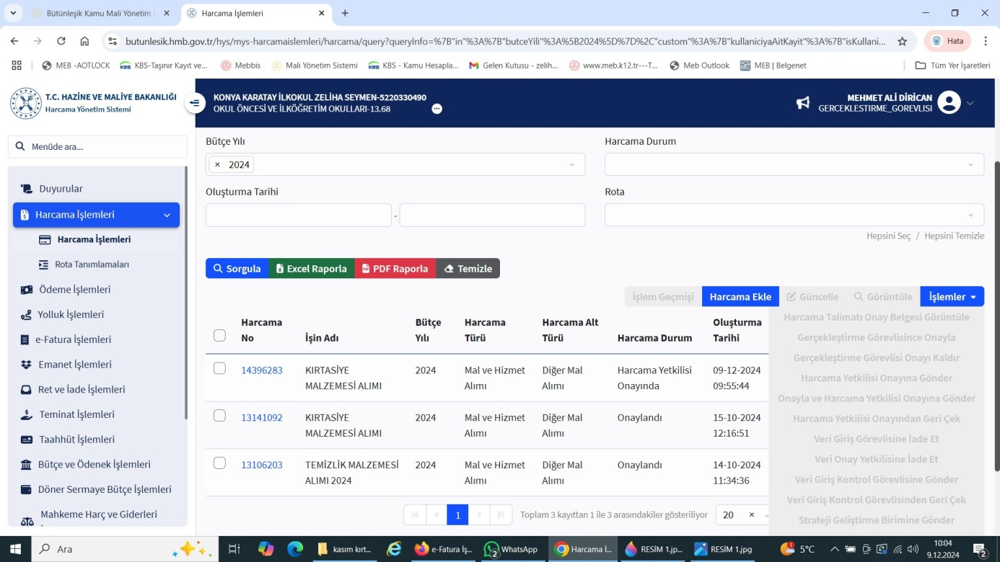 Bütünleşik Kamu Mali Yönetim
Harcama İşlemleri
butunlesik.hmb.gov.tr/hys/mys-harcamaislemleri/harcama/query?queryInfo=%7B"in"%3A%7B"butceYili"%3A%5B2024%5D%7D%2C"custom"%3A%7B"kullaniciyaAitKayit"%3A%7B"isKullani...
Hata
MEB -AOTLOCK
KBS-Taşınır Kayıt ve...
Mebbis
Mali Yönetim Sistemi
KBS - Kamu Hesapla...
Gelen Kutusu - zelih...
www.meb.k12.tr---T...
Meb Outlook
MEB | Belgenet
Tüm Yer İşaretleri
T.C. HAZİNE VE MALİYE BAKANLIĞI
Harcama Yönetim Sistemi
KONYA KARATAY İLKOKUL ZELİHA SEYMEN-5220330490
OKUL ÖNCESİ VE İLKÖĞRETİM OKULLARI-13.68
MEHMET ALİ DİRİCAN
GERCEKLESTIRME_GOREVLISI
Menüde ara...
Duyurular
Harcama İşlemleri
Harcama İşlemleri
Rota Tanımlamaları
Ödeme İşlemleri
Yolluk İşlemleri
e-Fatura İşlemleri
Emanet İşlemleri
Ret ve İade İşlemleri
Teminat İşlemleri
Taahhüt İşlemleri
Bütçe ve Ödenek İşlemleri
Döner Sermaye Bütçe İşlemleri
Mahkeme Harç ve Giderleri
Bütçe Yılı
Harcama Durum
× 2024
Oluşturma Tarihi
Rota
-
Hepsini Seç / Hepsini Temizle
Sorgula
Excel Raporla
PDF Raporla
Temizle
İşlem Geçmişi
Harcama Ekle
Güncelle
Görüntüle
İşlemler
Harcama Talimatı Onay Belgesi Görüntüle
Gerçekleştirme Görevlisince Onayla
Gerçekleştirme Görevlisi Onayı Kaldır
Harcama Yetkilisi Onayına Gönder
Onayla ve Harcama Yetkilisi Onayına Gönder
Harcama Yetkilisi Onayından Geri Çek
Veri Giriş Görevlisine İade Et
Veri Onay Yetkilisine İade Et
Veri Giriş Kontrol Görevlisine Gönder
Veri Giriş Kontrol Görevlisinden Geri Çek
Strateji Geliştirme Birimine Gönder
Harcama Bütçe Harcama Harcama Alt Oluşturma
No İşin Adı Yılı Türü Türü Harcama Durum Tarihi
14396283 KIRTASİYE 2024 Mal ve Hizmet Diğer Mal Harcama Yetkilisi 09-12-2024
MALZEMESİ ALIMI Alımı Alımı Onayında 09:55:44
13141092 KIRTASİYE 2024 Mal ve Hizmet Diğer Mal Onaylandı 15-10-2024
MALZEMESİ ALIMI Alımı Alımı 12:16:51
13106203 TEMİZLİK MALZEMESİ 2024 Mal ve Hizmet Diğer Mal Onaylandı 14-10-2024
ALIMI 2024 Alımı Alımı 11:34:36
1
Toplam 3 kayıttan 1 ile 3 arasındakiler gösteriliyor
20 ×
Ara
kasım kırt...
e-Fatura İş...
2
WhatsApp
Harcama İ...
RESİM 1.jp...
RESİM 1.jpg
1
5°C
10:04
9.12.2024
2